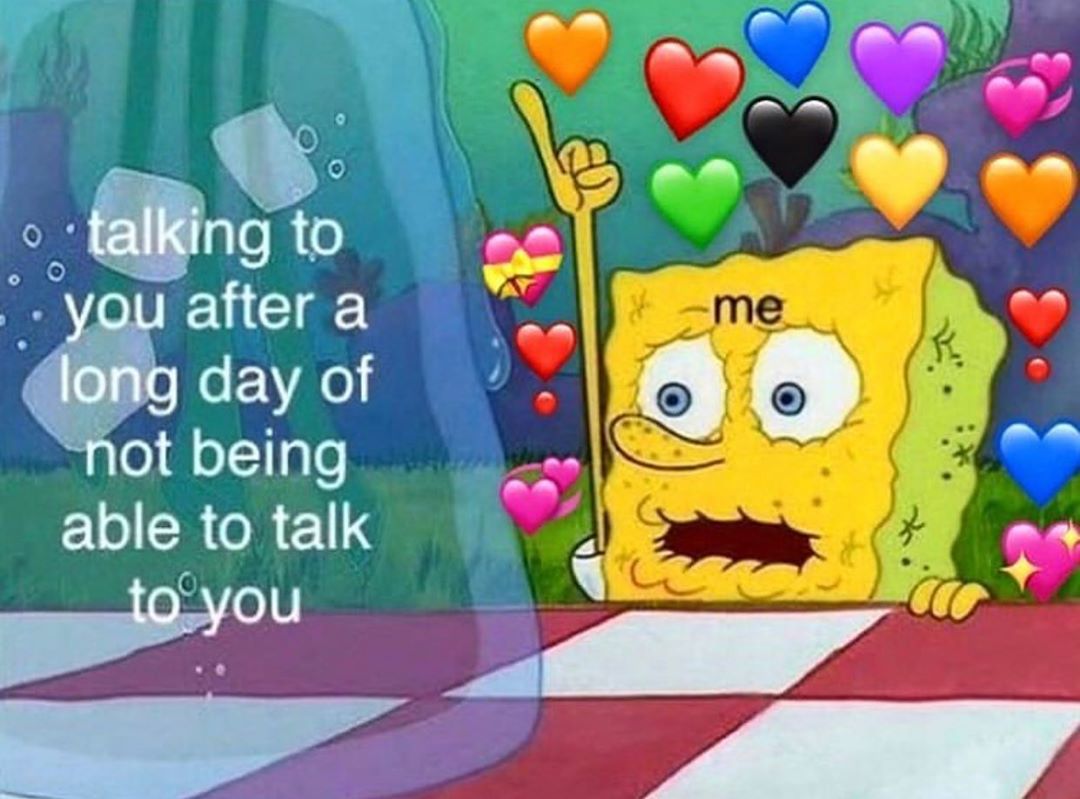 talking to
you after a
long day of
not being
able to talk
to you
me